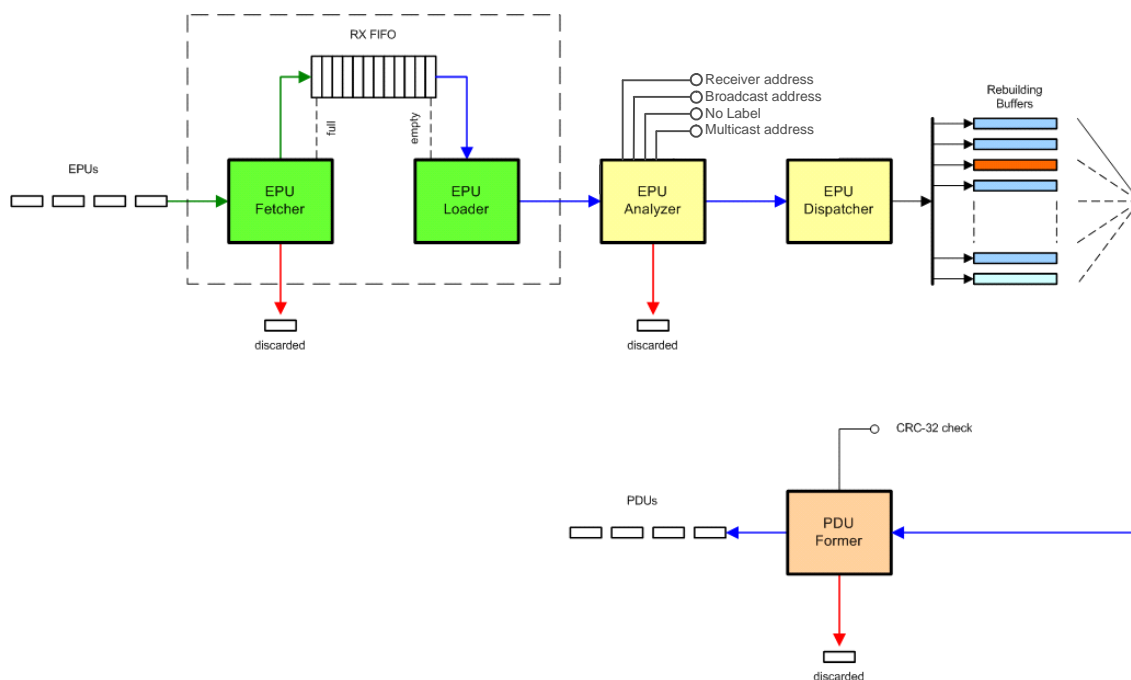 RX FIFO
full
empty
Receiver address
Broadcast address
No Label
Multicast address
Rebuilding
Buffers
EPUs
EPU
Fetcher
EPU
Loader
EPU
Analyzer
EPU
Dispatcher
discarded
discarded
CRC-32 check
PDUs
PDU
Former
discarded